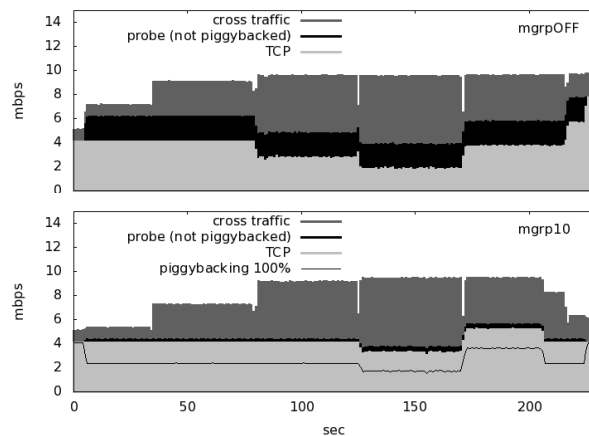 14
12
10
8
6
4
2
0
mbps
cross traffic
probe (not piggybacked)
TCP
mgrpOFF
14
12
10
8
6
4
2
0
mbps
cross traffic
probe (not piggybacked)
TCP
piggybacking 100%
mgrp10
0 50 100 150 200
sec